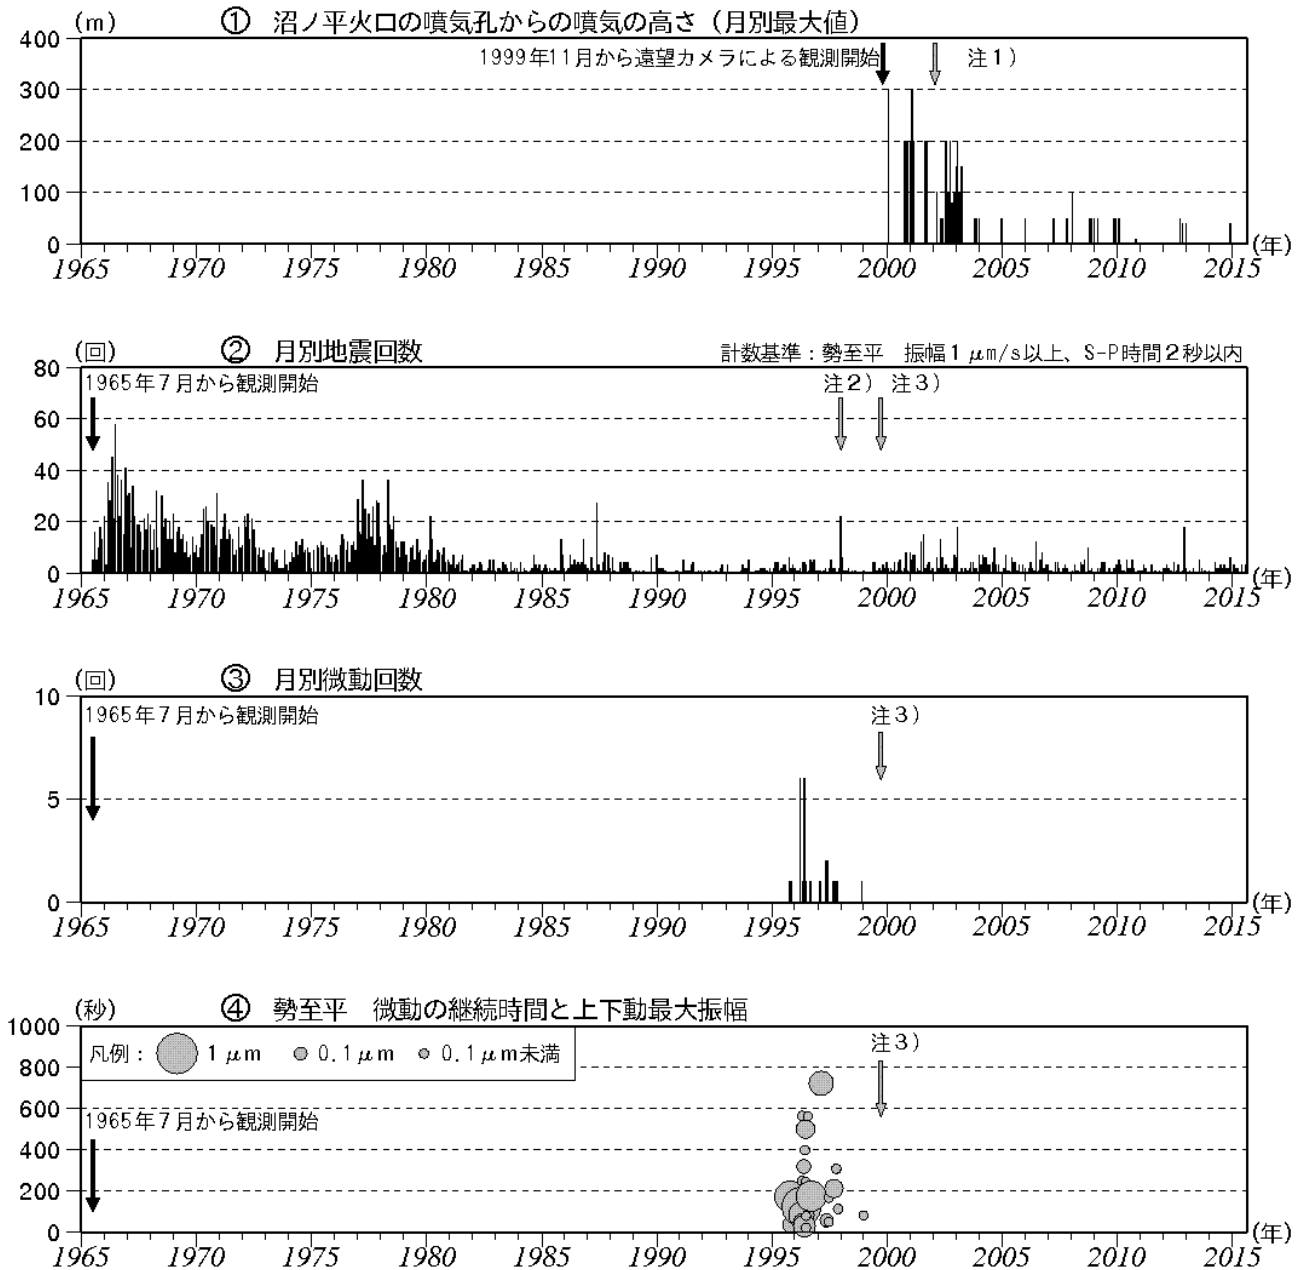 (m) ① 沼ノ平火口の噴気孔からの噴気の高さ（月別最大値）
400
1999年11月から遠望カメラによる観測開始 注1）
300
200
100
0
1965 1970 1975 1980 1985 1990 1995 2000 2005 2010 2015 (年)
(回) ② 月別地震回数 計数基準：勢至平 振幅1μm/s以上、S-P時間2秒以内
80
1965年7月から観測開始 注2） 注3）
60
40
20
0
1965 1970 1975 1980 1985 1990 1995 2000 2005 2010 2015 (年)
(回) ③ 月別微動回数
10
1965年7月から観測開始 注3）
5
0
1965 1970 1975 1980 1985 1990 1995 2000 2005 2010 2015 (年)
(秒) ④ 勢至平 微動の継続時間と上下動最大振幅
1000
凡例： 1μm 0.1μm 0.1μm未満 注3）
800
600
1965年7月から観測開始
400
200
0
1965 1970 1975 1980 1985 1990 1995 2000 2005 2010 2015 (年)